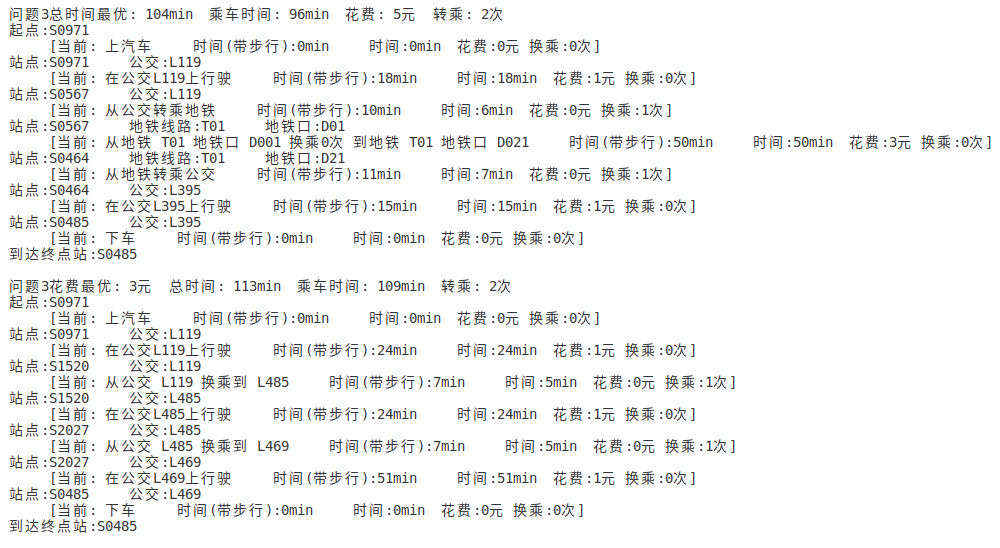 问题3总时间最优: 104min  乘车时间: 96min  花费: 5元  转乘: 2次
起点:S0971
     [当前: 上汽车     时间(带步行):0min     时间:0min  花费:0元 换乘:0次]
站点:S0971     公交:L119
     [当前: 在公交L119上行驶     时间(带步行):18min     时间:18min  花费:1元 换乘:0次]
站点:S0567     公交:L119
     [当前: 从公交转乘地铁     时间(带步行):10min     时间:6min  花费:0元 换乘:1次]
站点:S0567     地铁线路:T01     地铁口:D01
     [当前: 从地铁 T01 地铁口 D001 换乘0次 到地铁 T01 地铁口 D021     时间(带步行):50min     时间:50min  花费:3元 换乘:0次]
站点:S0464     地铁线路:T01     地铁口:D21
     [当前: 从地铁转乘公交     时间(带步行):11min     时间:7min  花费:0元 换乘:1次]
站点:S0464     公交:L395
     [当前: 在公交L395上行驶     时间(带步行):15min     时间:15min  花费:1元 换乘:0次]
站点:S0485     公交:L395
     [当前: 下车     时间(带步行):0min     时间:0min  花费:0元 换乘:0次]
到达终点站:S0485
问题3花费最优: 3元  总时间: 113min  乘车时间: 109min  转乘: 2次
起点:S0971
     [当前: 上汽车     时间(带步行):0min     时间:0min  花费:0元 换乘:0次]
站点:S0971     公交:L119
     [当前: 在公交L119上行驶     时间(带步行):24min     时间:24min  花费:1元 换乘:0次]
站点:S1520     公交:L119
     [当前: 从公交 L119 换乘到 L485     时间(带步行):7min     时间:5min  花费:0元 换乘:1次]
站点:S1520     公交:L485
     [当前: 在公交L485上行驶     时间(带步行):24min     时间:24min  花费:1元 换乘:0次]
站点:S2027     公交:L485
     [当前: 从公交 L485 换乘到 L469     时间(带步行):7min     时间:5min  花费:0元 换乘:1次]
站点:S2027     公交:L469
     [当前: 在公交L469上行驶     时间(带步行):51min     时间:51min  花费:1元 换乘:0次]
站点:S0485     公交:L469
     [当前: 下车     时间(带步行):0min     时间:0min  花费:0元 换乘:0次]
到达终点站:S0485